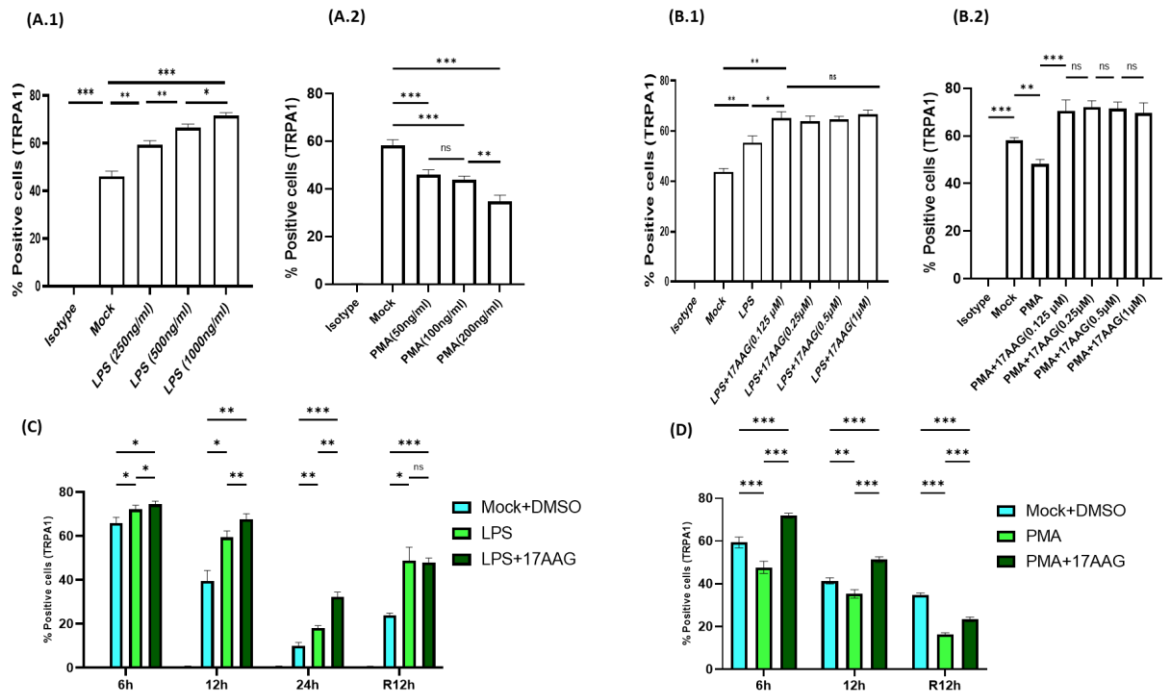 (A.1)
*** 
***
**
**
*
% Positive cells (TRPA1)
80
60
40
20
0
Isotype
Mock
LPS (250ng/ml)
LPS (500ng/ml)
LPS (1000ng/ml)
(A.2)
***
***
***
ns
**
% Positive cells (TRPA1)
80
60
40
20
0
Isotype
Mock
PMA(50ng/ml)
PMA(100ng/ml)
PMA(200ng/ml)
(B.1)
**
ns
**
*
% Positive cells (TRPA1)
80
60
40
20
0
Isotype
Mock
LPS
LPS+17AAG(0.125 µM)
LPS+17AAG(0.25µM)
LPS+17AAG(0.5µM)
LPS+17AAG(1µM)
(B.2)
***
ns
ns
ns
**
***
% Positive cells (TRPA1)
80
60
40
20
0
Isotype
Mock
PMA
PMA+17AAG(0.125 µM)
PMA+17AAG(0.25µM)
PMA+17AAG(0.5µM)
PMA+17AAG(1µM)
(C)
**
***
*
*
**
***
*
*
**
**
*
ns
% Positive cells (TRPA1)
80
60
40
20
0
6h
12h
24h
R12h
Mock+DMSO
LPS
LPS+17AAG
(D)
***
***
***
***
**
***
***
***
***
% Positive cells (TRPA1)
80
60
40
20
0
6h
12h
R12h
Mock+DMSO
PMA
PMA+17AAG